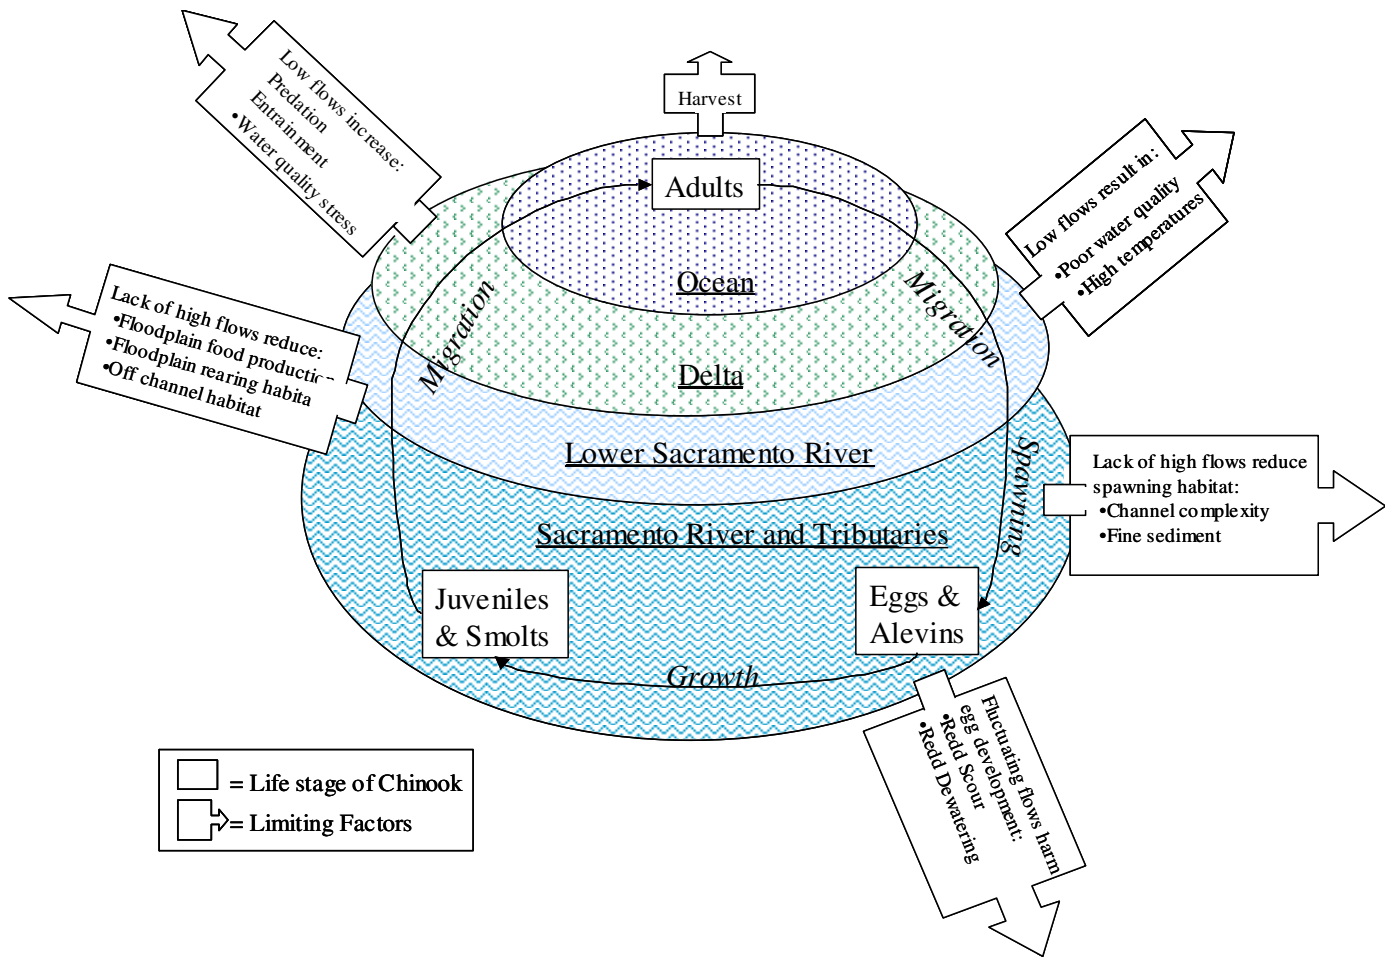 Low flows increase:
Predation
Entrainment
•Water quality stress
Harvest
Low flows result in:
•Poor water quality
•High temperatures
Adults
Ocean
Migration
Migration
Delta
Lack of high flows reduce:
•Floodplain food production
•Floodplain rearing habita
•Off channel habitat
Lower Sacramento River
Spawning
Lack of high flows reduce
spawning habitat:
•Channel complexity
•Fine sediment
Sacramento River and Tributaries
Juveniles
& Smolts
Eggs &
Alevins
Growth
Fluctuating flows harm
egg development:
•Redd Scour
•Redd Dewatering
= Life stage of Chinook
= Limiting Factors